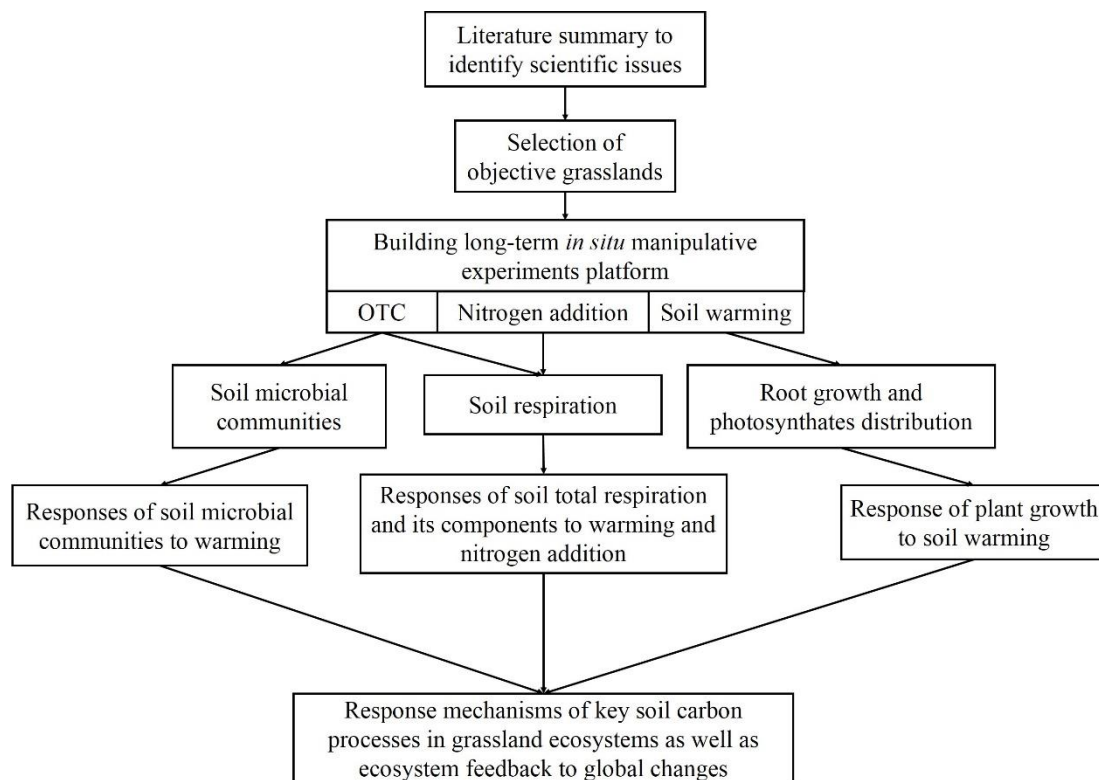 Literature summary to
identify scientific issues
Selection of
objective grasslands
Building long-term in situ manipulative
experiments platform
OTC
Nitrogen addition
Soil warming
Soil microbial
communities
Soil respiration
Root growth and
photosynthates distribution
Responses of soil microbial
communities to warming
Responses of soil total respiration
and its components to warming and
nitrogen addition
Response of plant growth
to soil warming
Response mechanisms of key soil carbon
processes in grassland ecosystems as well as
ecosystem feedback to global changes